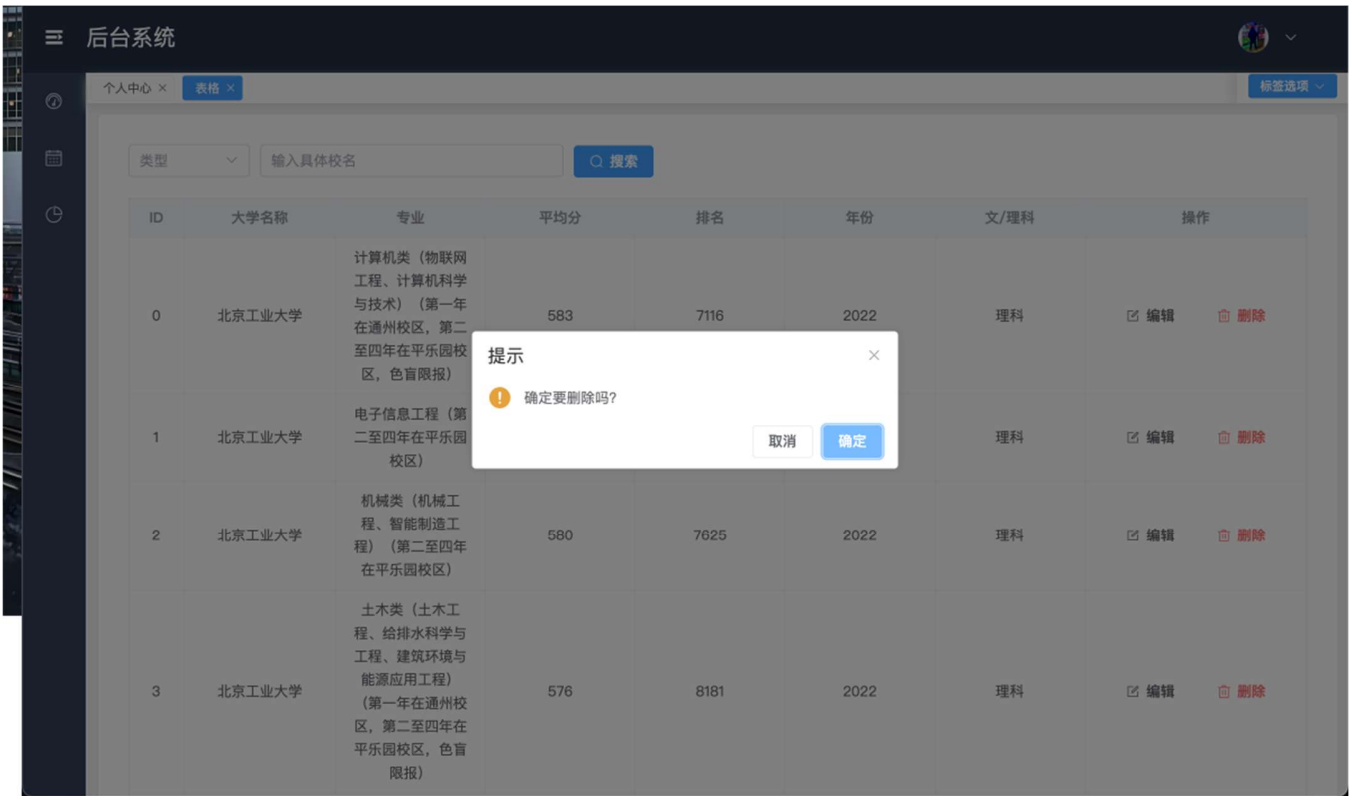 后台系统
个人中心 ×
表格 ×
标签选项
类型
输入具体校名
搜索
ID 大学名称 专业 平均分 排名 年份 文/理科 操作
计算机类（物联网
工程、计算机科学
与技术）（第一年
在通州校区，第二
至四年在平乐园校
区，色盲限报）
0 北京工业大学 583 7116 2022 理科 编辑 删除
提示
确定要删除吗?
取消 确定
电子信息工程（第
二至四年在平乐园
校区）
1 北京工业大学 理科 编辑 删除
机械类（机械工
程、智能制造工
程）（第二至四年
在平乐园校区）
2 北京工业大学 580 7625 2022 理科 编辑 删除
土木类（土木工
程、给排水科学与
工程、建筑环境与
能源应用工程）
（第一年在通州校
区，第二至四年在
平乐园校区，色盲
限报）
3 北京工业大学 576 8181 2022 理科 编辑 删除